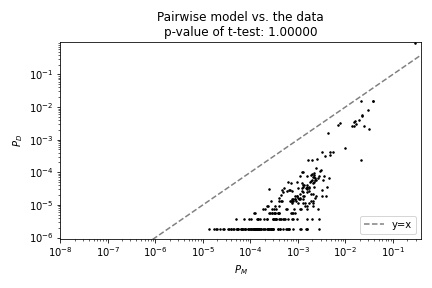 Pairwise model vs. the data
p-value of t-test: 1.00000
10⁻¹
10⁻²
10⁻³
10⁻⁴
10⁻⁵
10⁻⁶
P_D
y=x
10⁻⁸ 10⁻⁷ 10⁻⁶ 10⁻⁵ 10⁻⁴ 10⁻³ 10⁻² 10⁻¹
P_M